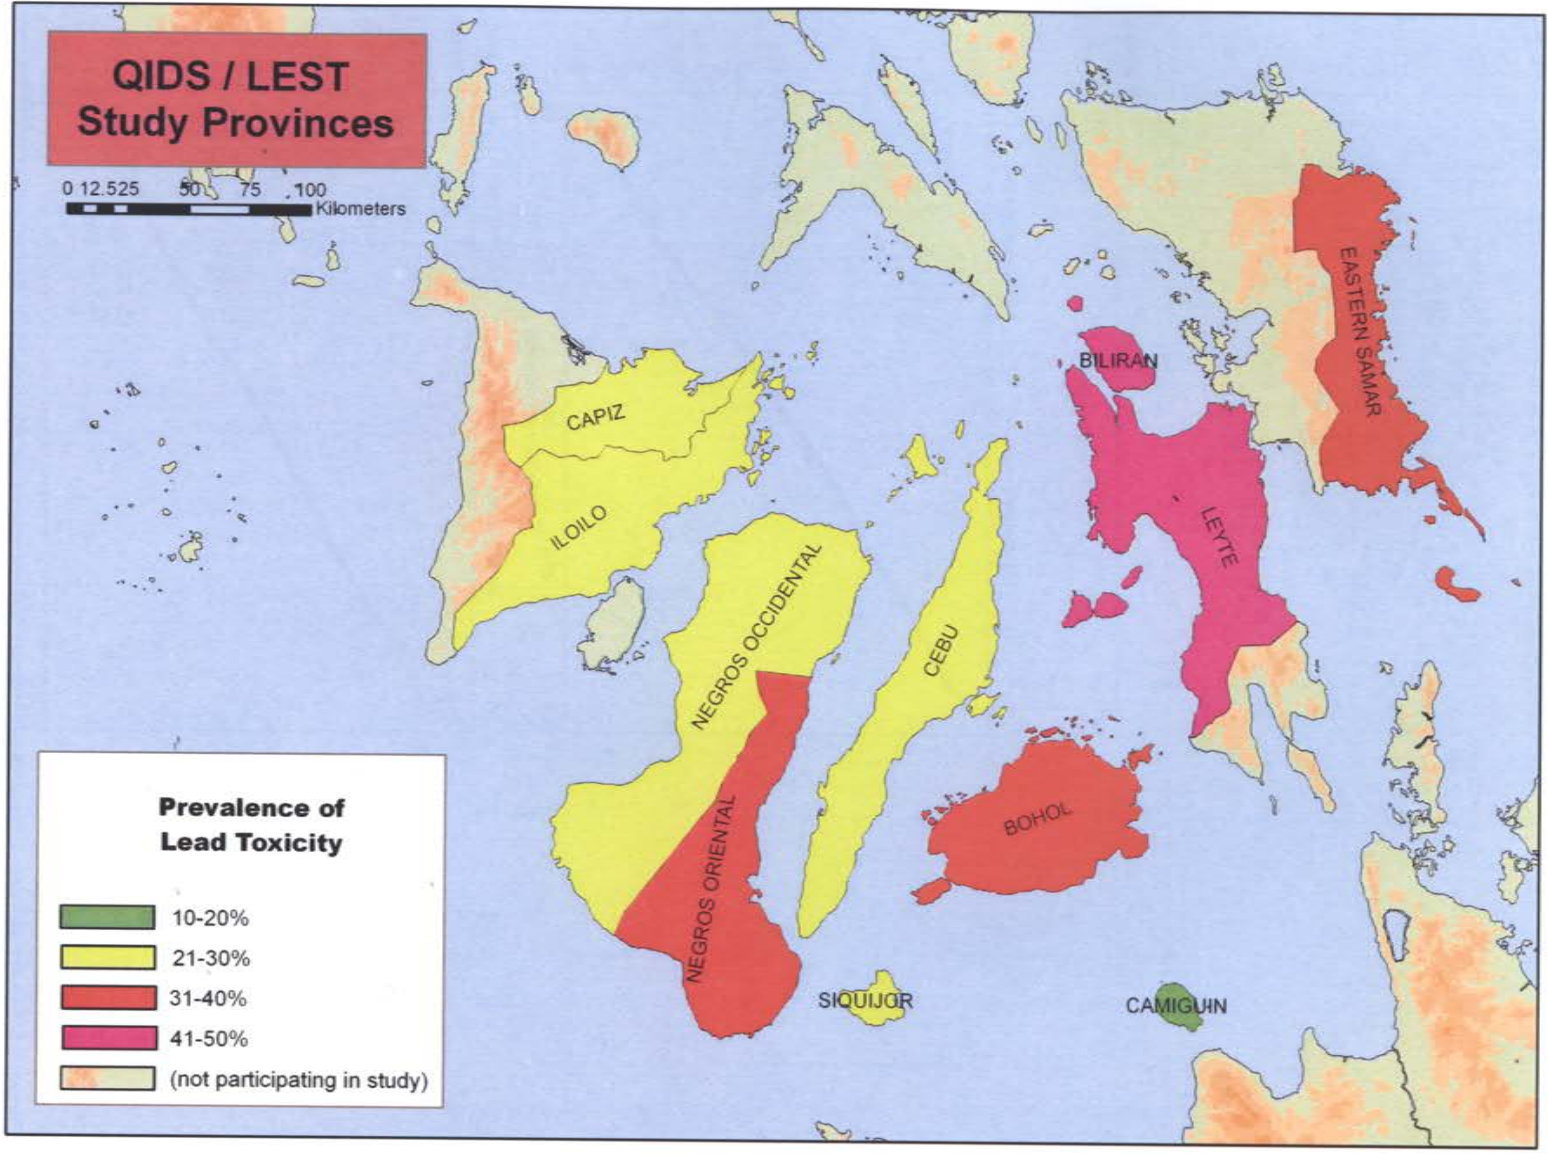 QIDS / LEST
Study Provinces
0 12.525 50 75 100
Kilometers
EASTERN SAMAR
BILIRAN
CAPIZ
ILOILO
LEYTE
NEGROS OCCIDENTAL
CEBU
BOHOL
NEGROS ORIENTAL
SIQUIJOR
CAMIGUIN
Prevalence of
Lead Toxicity
10-20%
21-30%
31-40%
41-50%
(not participating in study)